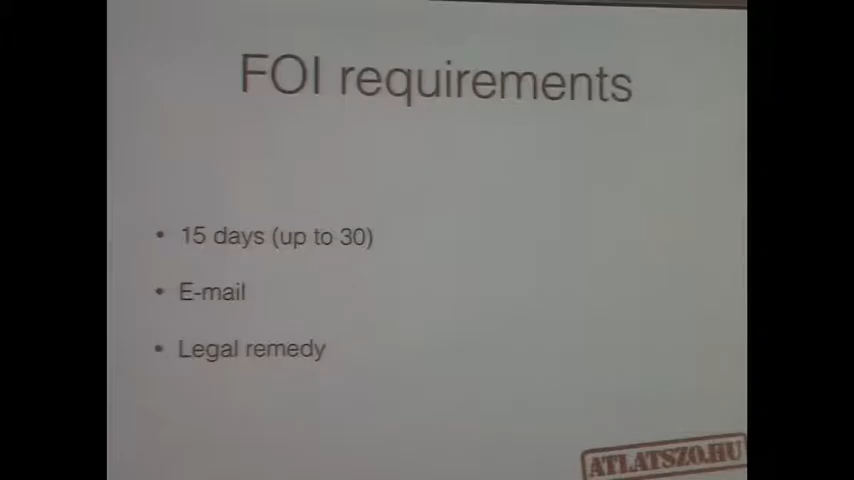 FOI requirements
• 15 days (up to 30)
• E-mail
• Legal remedy
ATLATSZO.HU